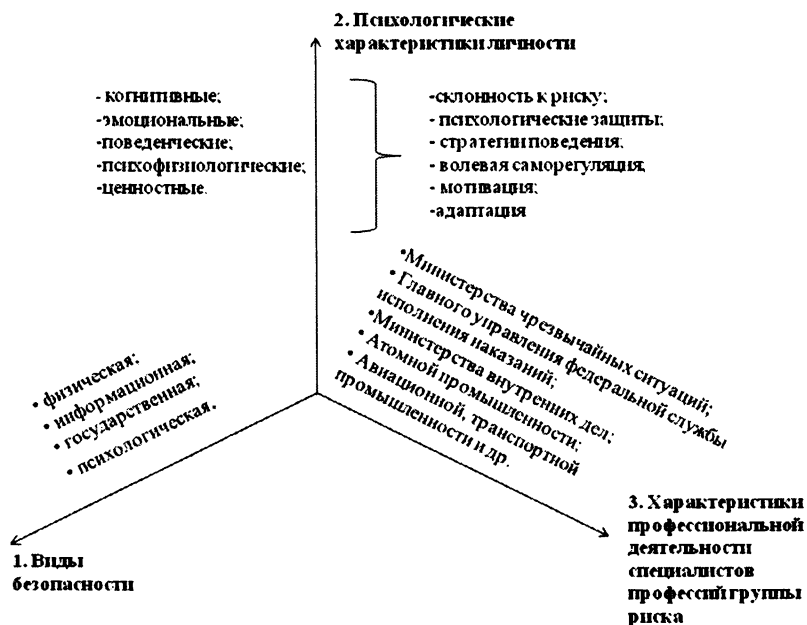 2. Психологические
характеристики личности
- когнитивные;
-эмоциональные;
-поведенческие;
-психофизиологические;
-ценностные.
-склонность к риску;
- психологические защиты;
- стратегии поведения;
- волевая саморегуляция;
- мотивация;
-адаптация
• физическая;
• информационная;
• государственная;
• психологическая.
•Министерства чрезвычайных ситуаций;
• Главного управления федеральной службы
исполнения наказаний;
•Министерства внутренних дел;
• Атомной промышленности;
• Авиационной, транспортной
промышленности и др.
1. Виды
безопасности
3. Характеристики
профессиональной
деятельности
специалистов
профессий группы
риска